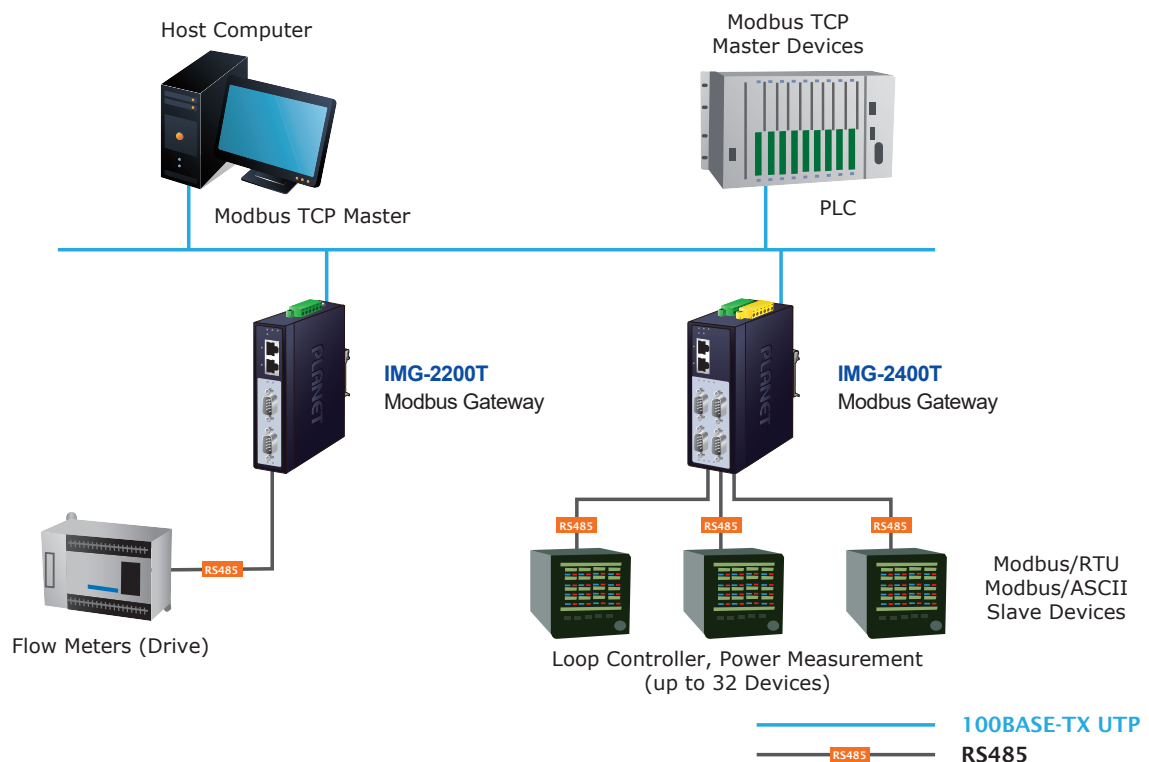 Host Computer
Modbus TCP
Master Devices
Modbus TCP Master
PLC
PLANET
IMG-2200T
Modbus Gateway
PLANET
IMG-2400T
Modbus Gateway
RS485
RS485
RS485
RS485
Flow Meters (Drive)
Modbus/RTU
Modbus/ASCII
Slave Devices
Loop Controller, Power Measurement
(up to 32 Devices)
100BASE-TX UTP
RS485
RS485